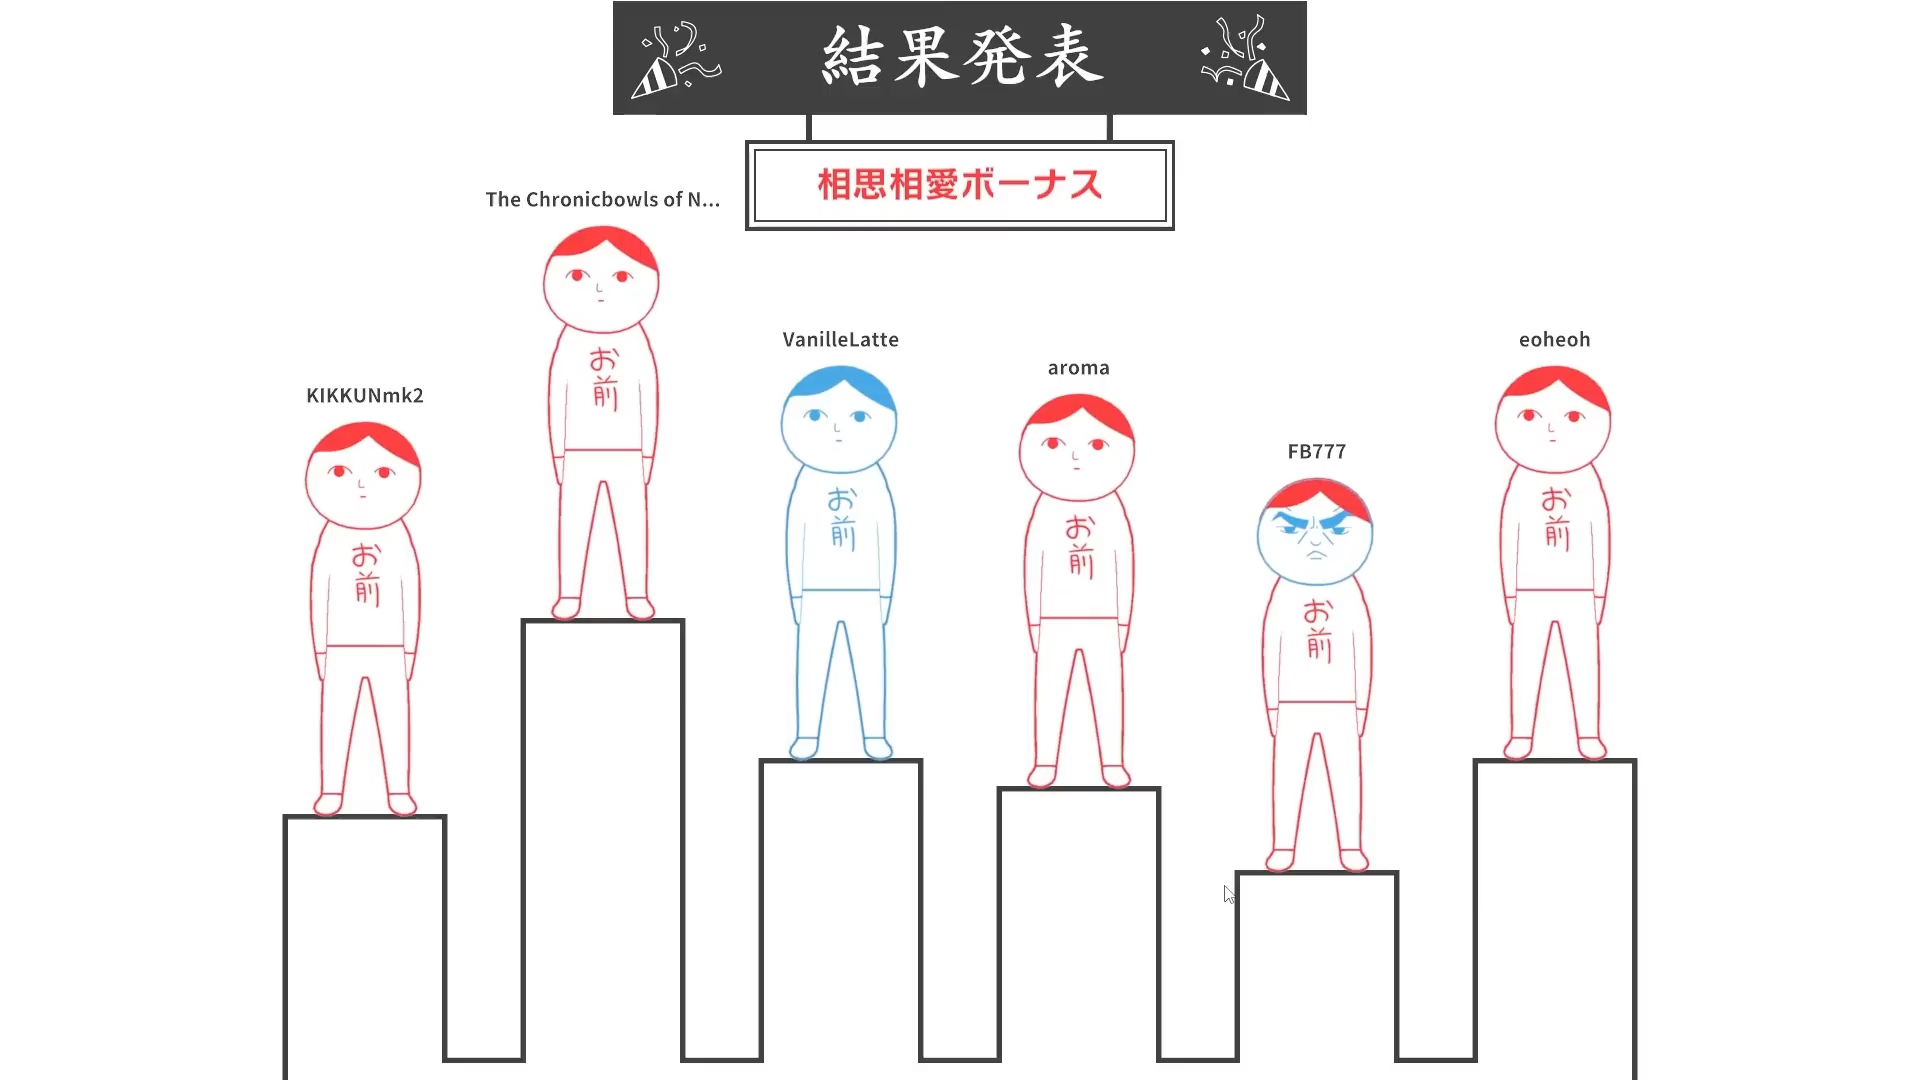 結果発表
相思相愛ボーナス
The Chronicbowls of N...
VanilleLatte
eoheoh
aroma
KIKKUNmk2
FB777
お前
お前
お前
お前
お前
お前